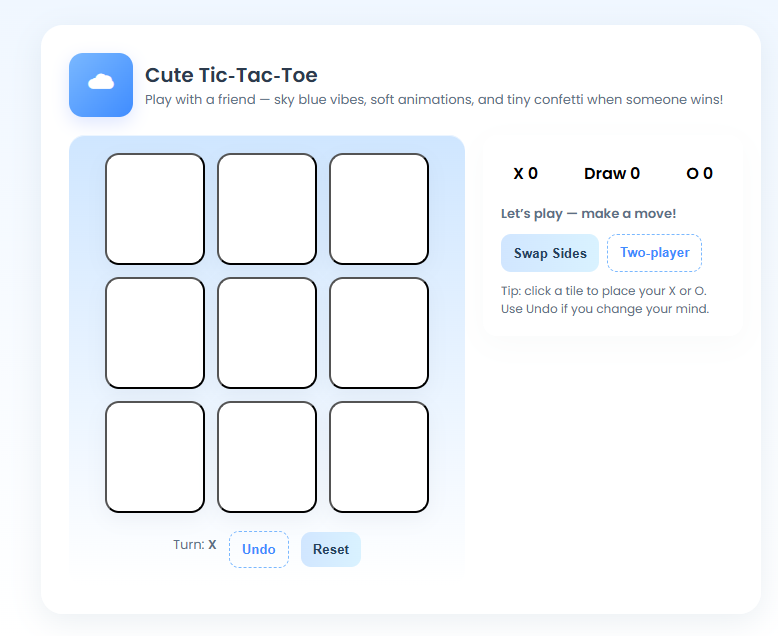 Cute Tic-Tac-Toe
Play with a friend — sky blue vibes, soft animations, and tiny confetti when someone wins!
X 0 Draw 0 O 0
Let’s play — make a move!
Swap Sides Two-player
Tip: click a tile to place your X or O.
Use Undo if you change your mind.
Turn: X Undo Reset